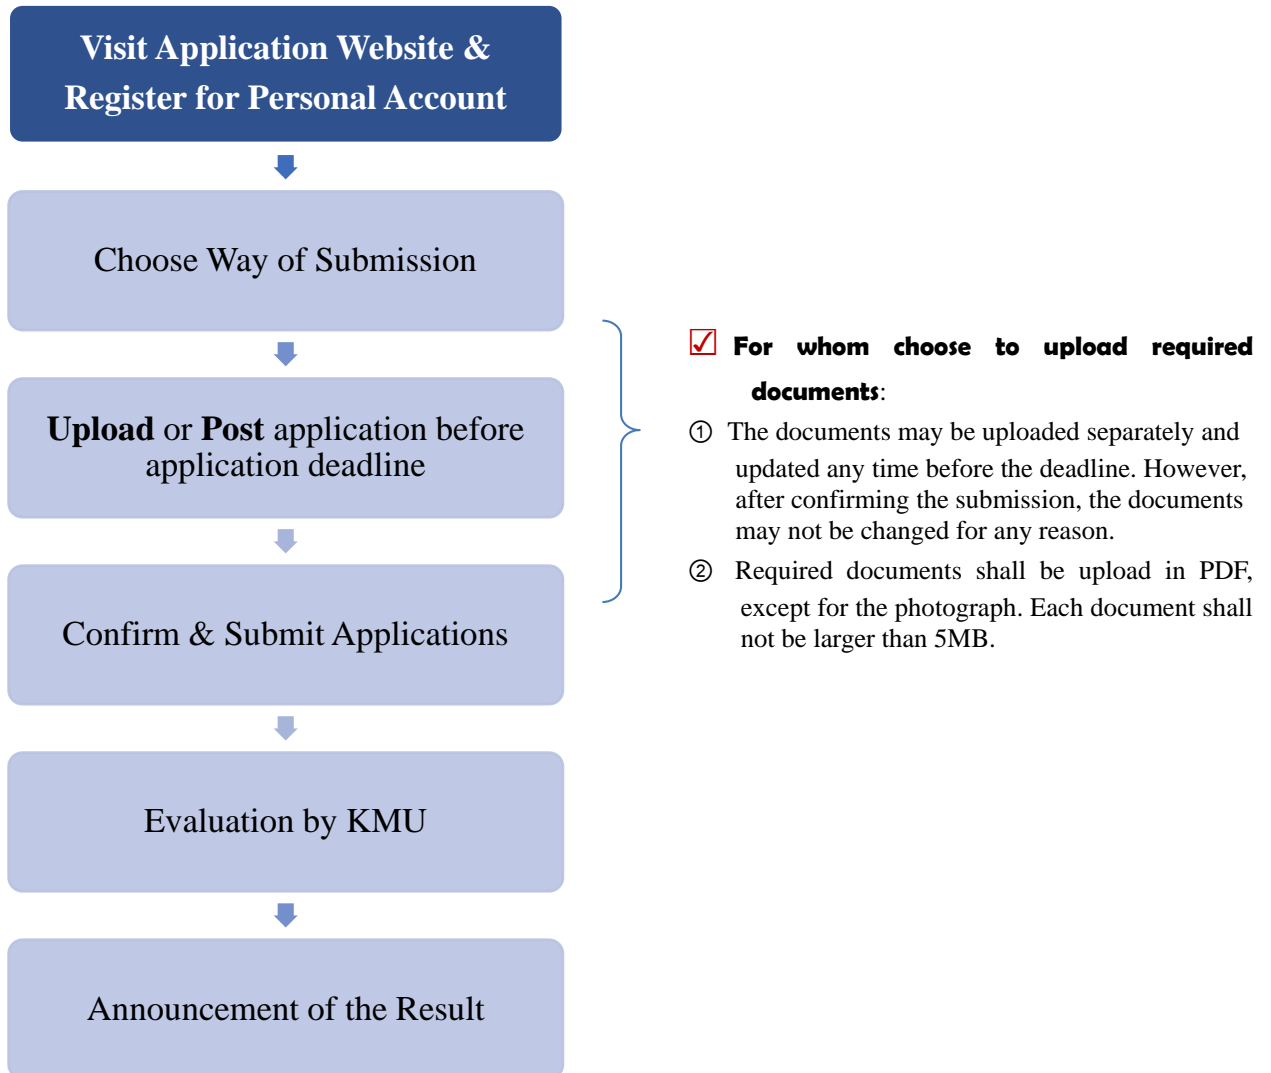 Visit Application Website &
Register for Personal Account
Choose Way of Submission
Upload or Post application before
application deadline
Confirm & Submit Applications
Evaluation by KMU
Announcement of the Result
☑ For whom choose to upload required
documents:
① The documents may be uploaded separately and
updated any time before the deadline. However,
after confirming the submission, the documents
may not be changed for any reason.
② Required documents shall be upload in PDF,
except for the photograph. Each document shall
not be larger than 5MB.